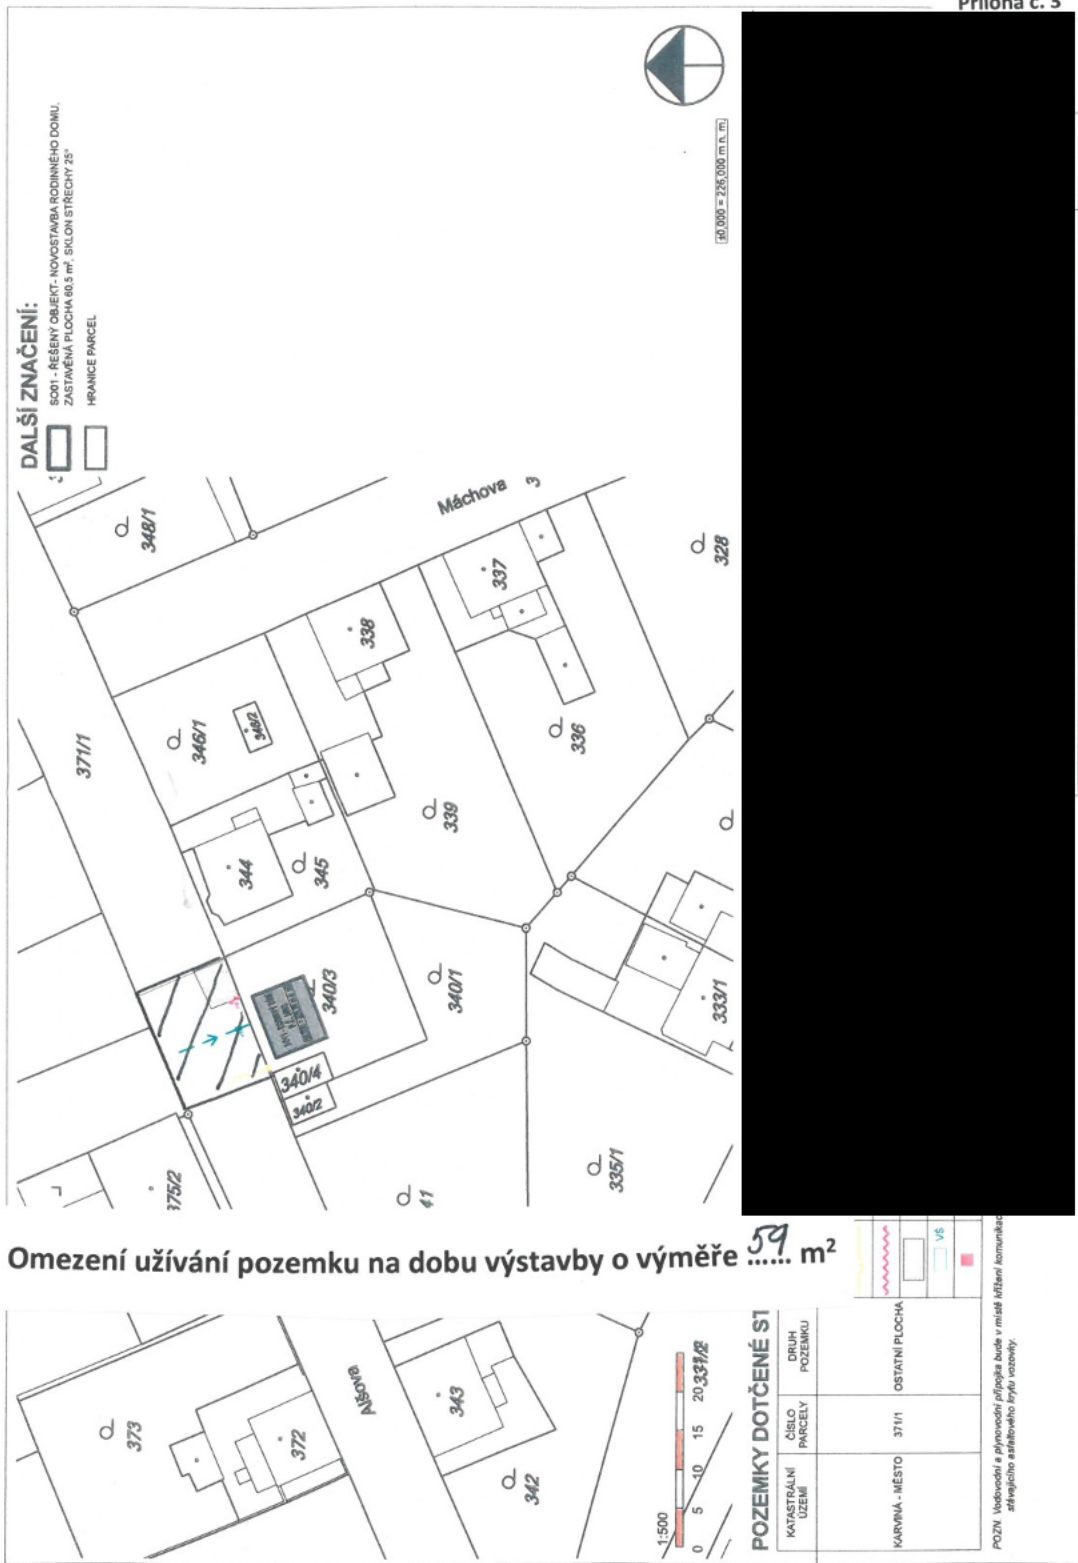 Příloha č. 3
DALŠÍ ZNAČENÍ:
SO01 - ŘEŠENÝ OBJEKT - NOVOSTAVBA RODINNÉHO DOMU.
ZASTAVĚNÁ PLOCHA 60,5 m², SKLON STŘECHY 25°
HRANICE PARCEL
±0,000 = 226,000 m n. m.
Máchova
3
348/1
328
337
338
371/1
346/1
346/2
336
339
344
345
340/3
340/1
333/1
340/4
340/2
375/2
41
335/1
Omezení užívání pozemku na dobu výstavby o výměře 59 m²
373
372
Alšova
343
342
331/2
1:500
0 5 10 15 20
POZEMKY DOTČENÉ ST
KATASTRÁLNÍ ÚZEMÍ
ČÍSLO PARCELY
DRUH POZEMKU
KARVINÁ - MĚSTO 371/1 OSTATNÍ PLOCHA
VŠ
POZN. Vodovodní a plynovodní přípojka bude v místě křížení komunikac
stávajícího asfaltového krytu vozovky.